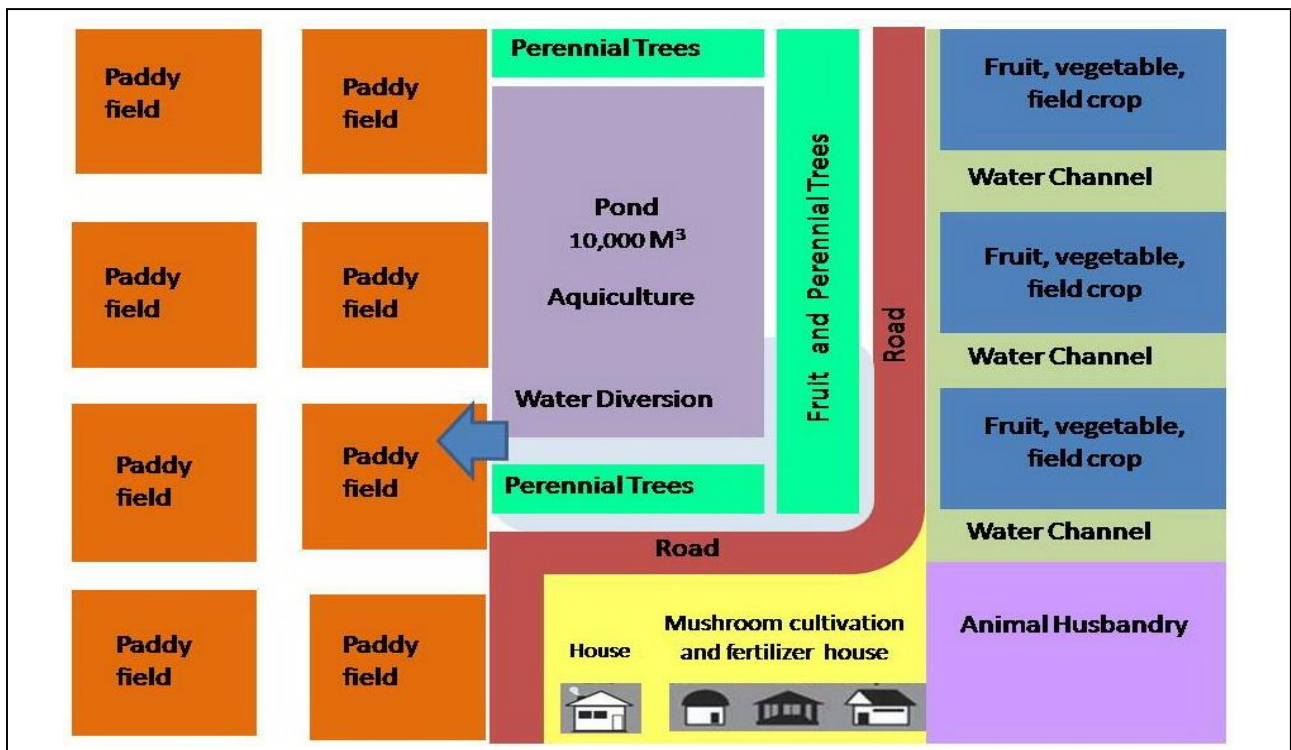 Paddy
field
Paddy
field
Perennial Trees
Fruit, vegetable,
field crop
Water Channel
Pond
10,000 M³
Aquiculture
Fruit and Perennial Trees
Road
Paddy
field
Paddy
field
Fruit, vegetable,
field crop
Water Channel
Water Diversion
Paddy
field
Paddy
field
Perennial Trees
Fruit, vegetable,
field crop
Water Channel
Road
Paddy
field
Paddy
field
House
Mushroom cultivation
and fertilizer house
Animal Husbandry